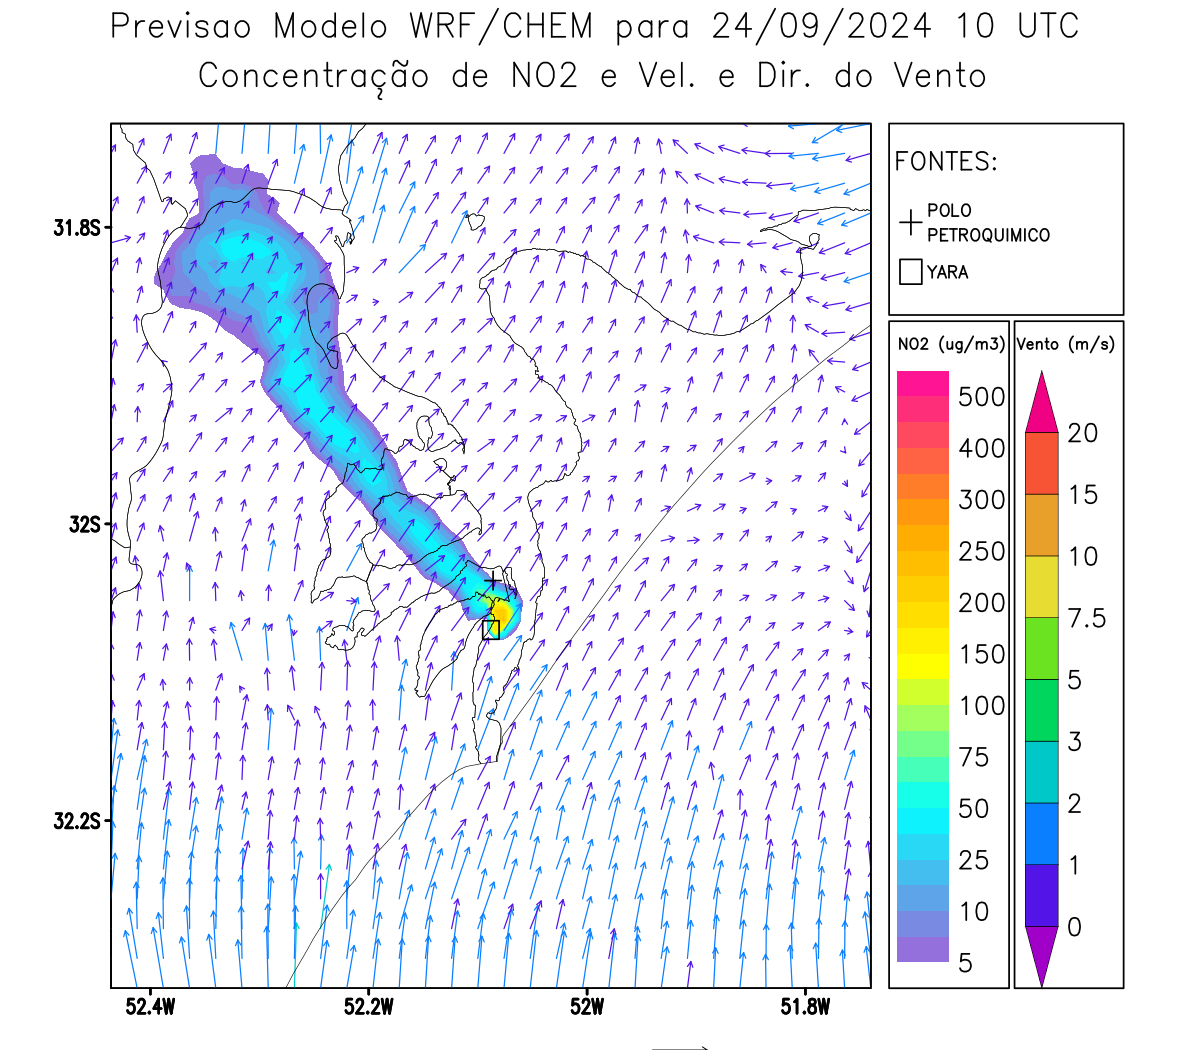 Previsao Modelo WRF/CHEM para 24/09/2024 10 UTC
Concentração de NO2 e Vel. e Dir. do Vento
FONTES:
POLO
PETROQUIMICO
YARA
NO2 (ug/m3)
500
400
300
250
200
150
100
75
50
25
10
5
Vento (m/s)
20
15
10
7.5
5
3
2
1
0
31.8S
32S
32.2S
52.4W
52.2W
52W
51.8W